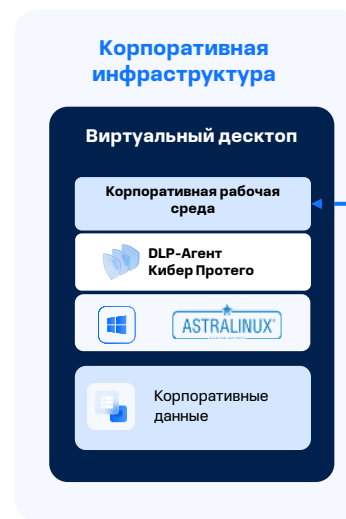 Корпоративная
инфраструктура
Виртуальный десктоп
Корпоративная рабочая
среда
DLP-Агент
Кибер Протего
ASTRALINUX®
Корпоративные
данные